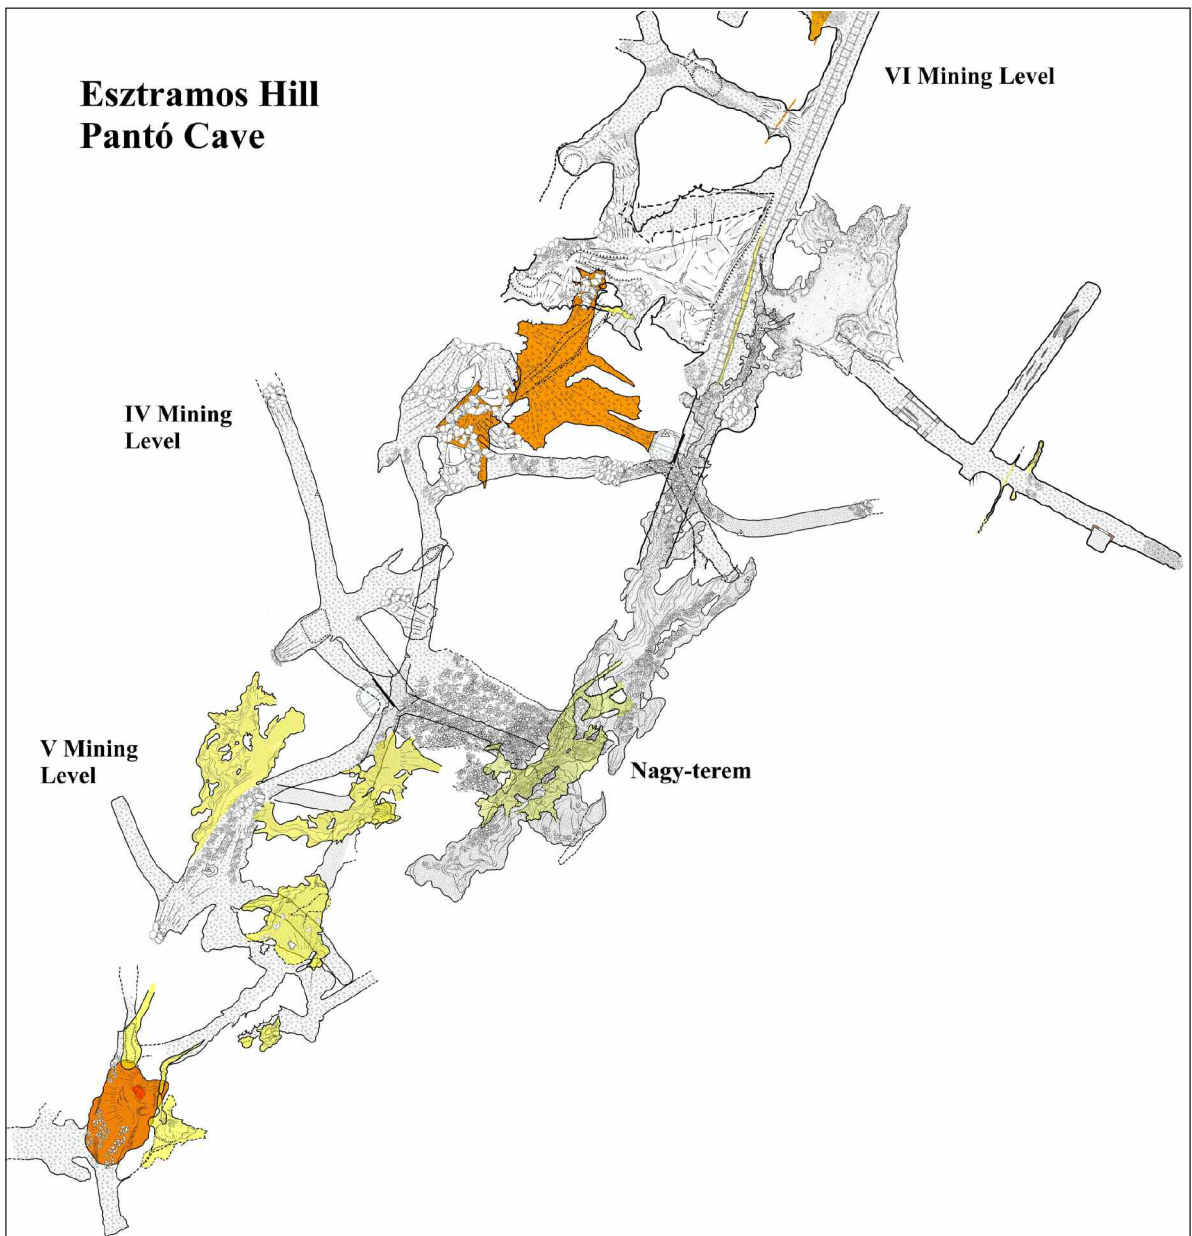 Esztramos Hill
Pantó Cave
VI Mining Level
IV Mining
Level
V Mining
Level
Nagy-terem